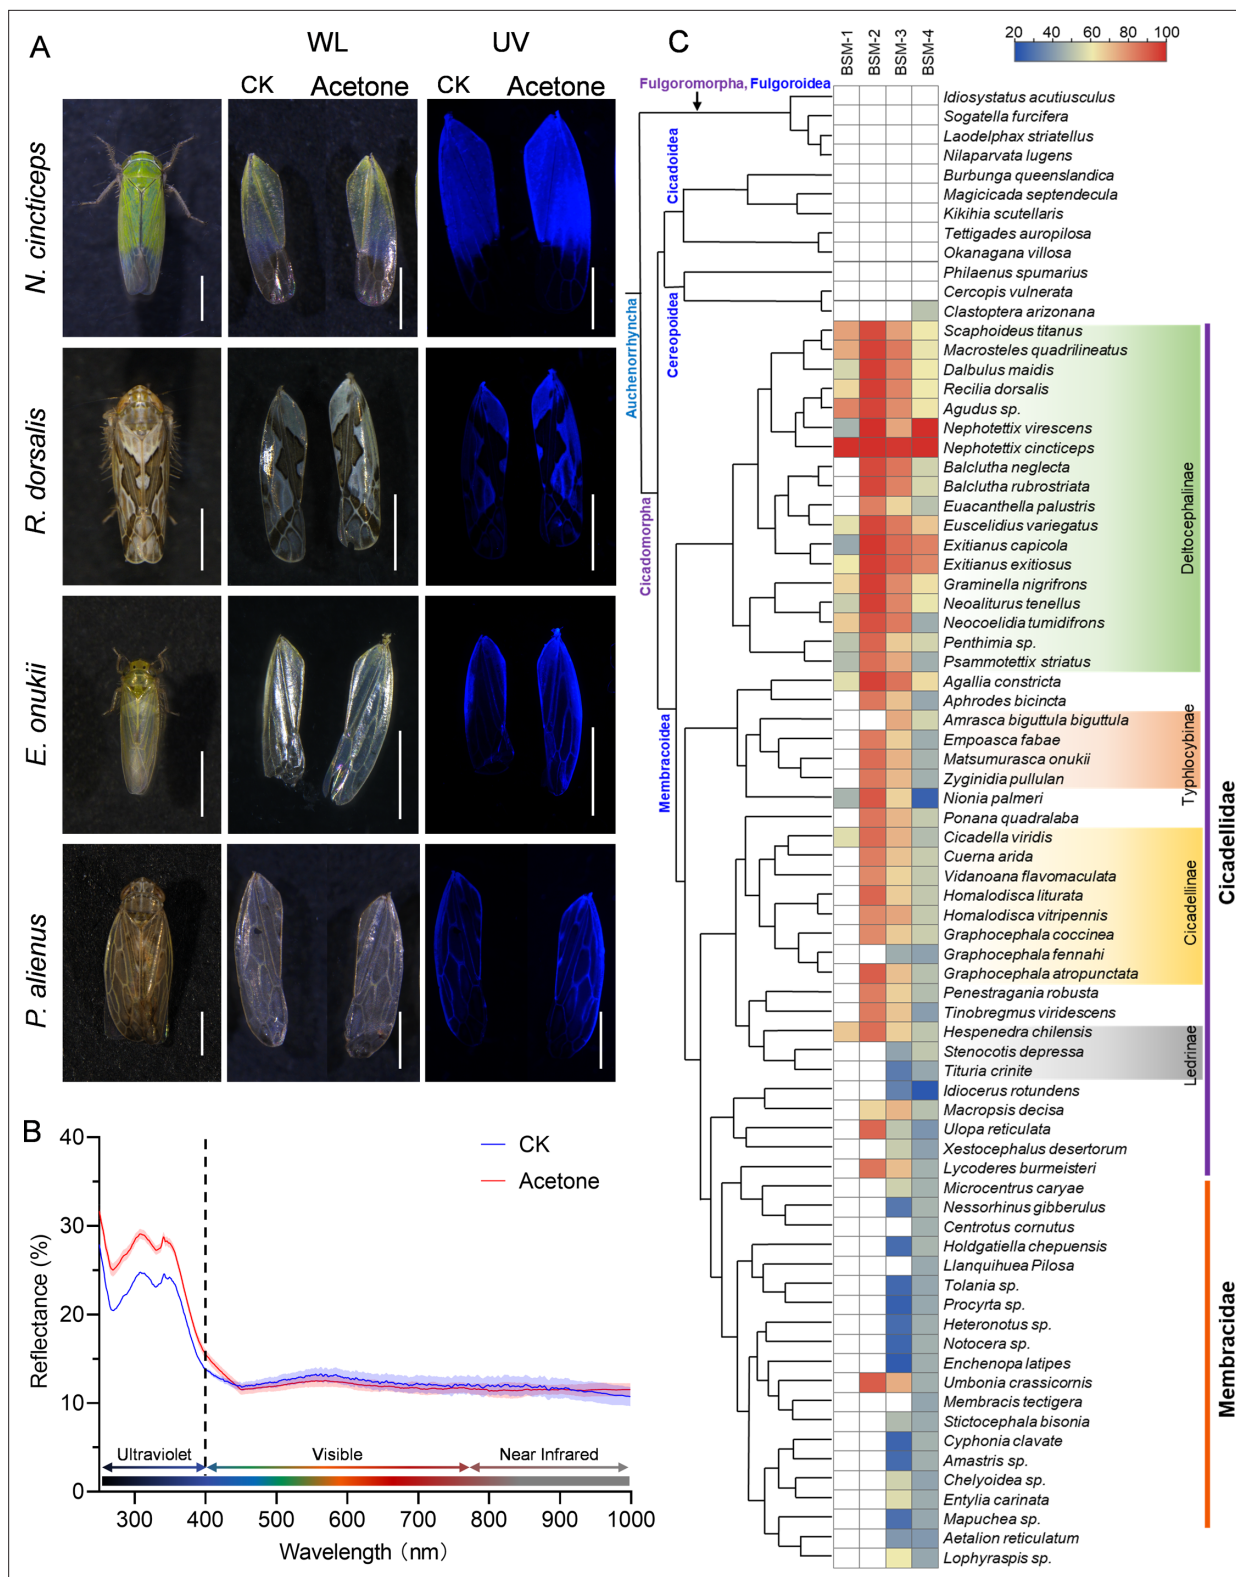 A
WL
UV
CK
Acetone
CK
Acetone
N. cincticeps
R. dorsalis
E. onukii
P. alienus
B
40
30
20
10
0
Reflectance (%)
CK
Acetone
Ultraviolet
Visible
Near Infrared
300
400
500
600
700
800
900
1000
Wavelength (nm)
C
BSM-1
BSM-2
BSM-3
BSM-4
20
40
60
80
100
Fulgoromorpha, Fulgoroidea
Cicadoidea
Auchenorrhyncha
Cereopoidea
Cicadomorpha
Membracoidea
Idiosystatus acutiusculus
Sogatella furcifera
Laodelphax striatellus
Nilaparvata lugens
Burbunga queenslandica
Magicicada septendecula
Kikihia scutellaris
Tettigades auropilosa
Okanagana villosa
Philaenus spumarius
Cercopis vulnerata
Clastoptera arizonana
Scaphoideus titanus
Macrosteles quadrilineatus
Dalbulus maidis
Recilia dorsalis
Agudus sp.
Nephotettix virescens
Nephotettix cincticeps
Balclutha neglecta
Balclutha rubrostriata
Euacanthella palustris
Euscelidius variegatus
Exitianus capicola
Exitianus exitiosus
Graminella nigrifrons
Neoaliturus tenellus
Neocoelidia tumidifrons
Penthimia sp.
Psammotettix striatus
Agallia constricta
Aphrodes bicincta
Amrasca biguttula biguttula
Empoasca fabae
Matsumurasca onukii
Zyginidia pullulan
Nionia palmeri
Ponana quadralaba
Cicadella viridis
Cuerna arida
Vidanoana flavomaculata
Homalodisca liturata
Homalodisca vitripennis
Graphocephala coccinea
Graphocephala fennahi
Graphocephala atropunctata
Penestragania robusta
Tinobregmus viridescens
Hespenedra chilensis
Stenocotis depressa
Tituria crinite
Idiocerus rotundens
Macropsis decisa
Ulopa reticulata
Xestocephalus desertorum
Lycoderes burmeisteri
Microcentrus caryae
Nessorhinus gibberulus
Centrotus cornutus
Holdgatiella chepuensis
Llanquihuea Pilosa
Tolania sp.
Procyrta sp.
Heteronotus sp.
Notocera sp.
Enchenopa latipes
Umbonia crassicornis
Membracis tectigera
Stictocephala bisonia
Cyphonia clavate
Amastris sp.
Chelyoidea sp.
Entylia carinata
Mapuchea sp.
Aetalion reticulatum
Lophyraspis sp.
Deltocephalinae
Typhlocybinae
Cicadellinae
Ledrinae
Cicadellidae
Membracidae